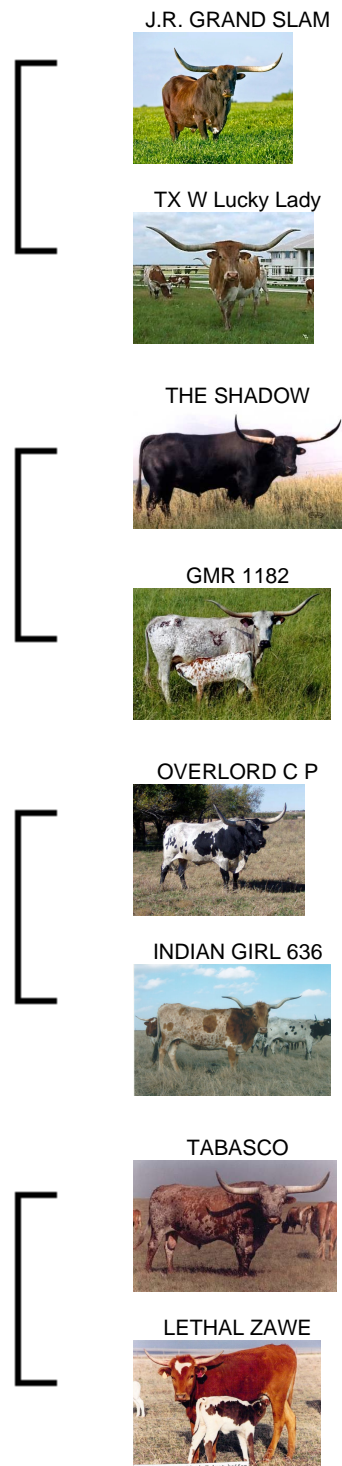 J.R. GRAND SLAM
TX W Lucky Lady
THE SHADOW
GMR 1182
OVERLORD C P
INDIAN GIRL 636
TABASCO
LETHAL ZAWE